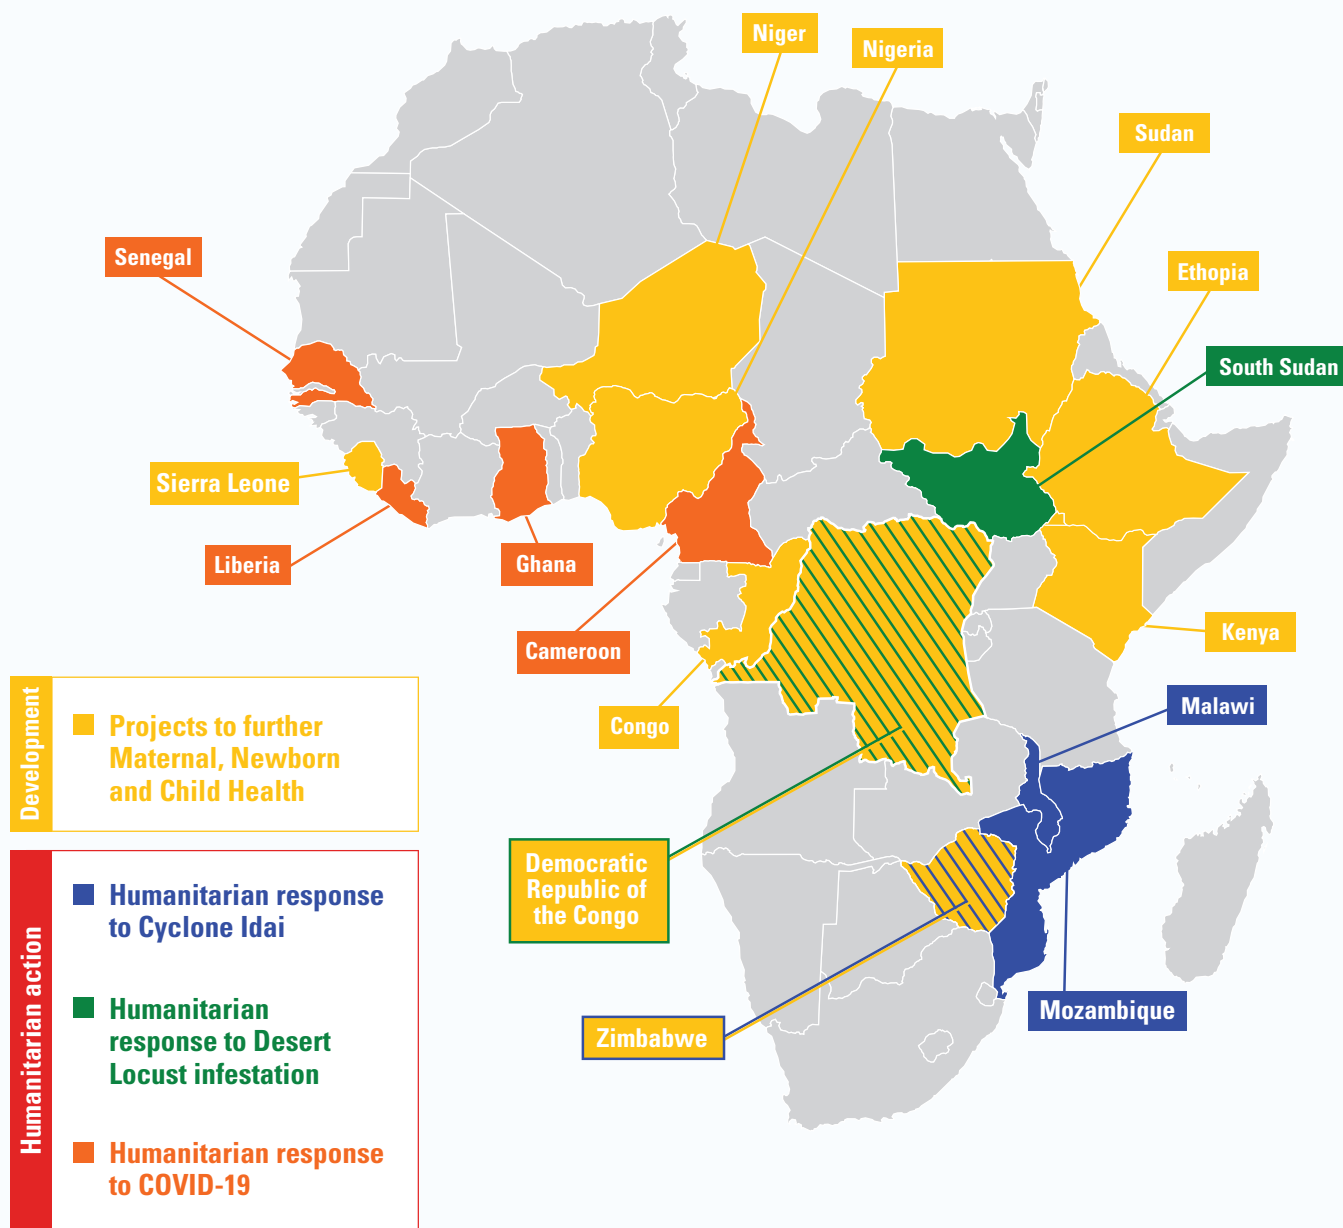 Niger
Nigeria
Sudan
Senegal
Ethopia
South Sudan
Sierra Leone
Liberia
Ghana
Cameroon
Kenya
Congo
Malawi
Development
Projects to further
Maternal, Newborn
and Child Health
Democratic
Republic of
the Congo
Zimbabwe
Mozambique
Humanitarian action
Humanitarian response
to Cyclone Idai
Humanitarian
response to Desert
Locust infestation
Humanitarian response
to COVID-19